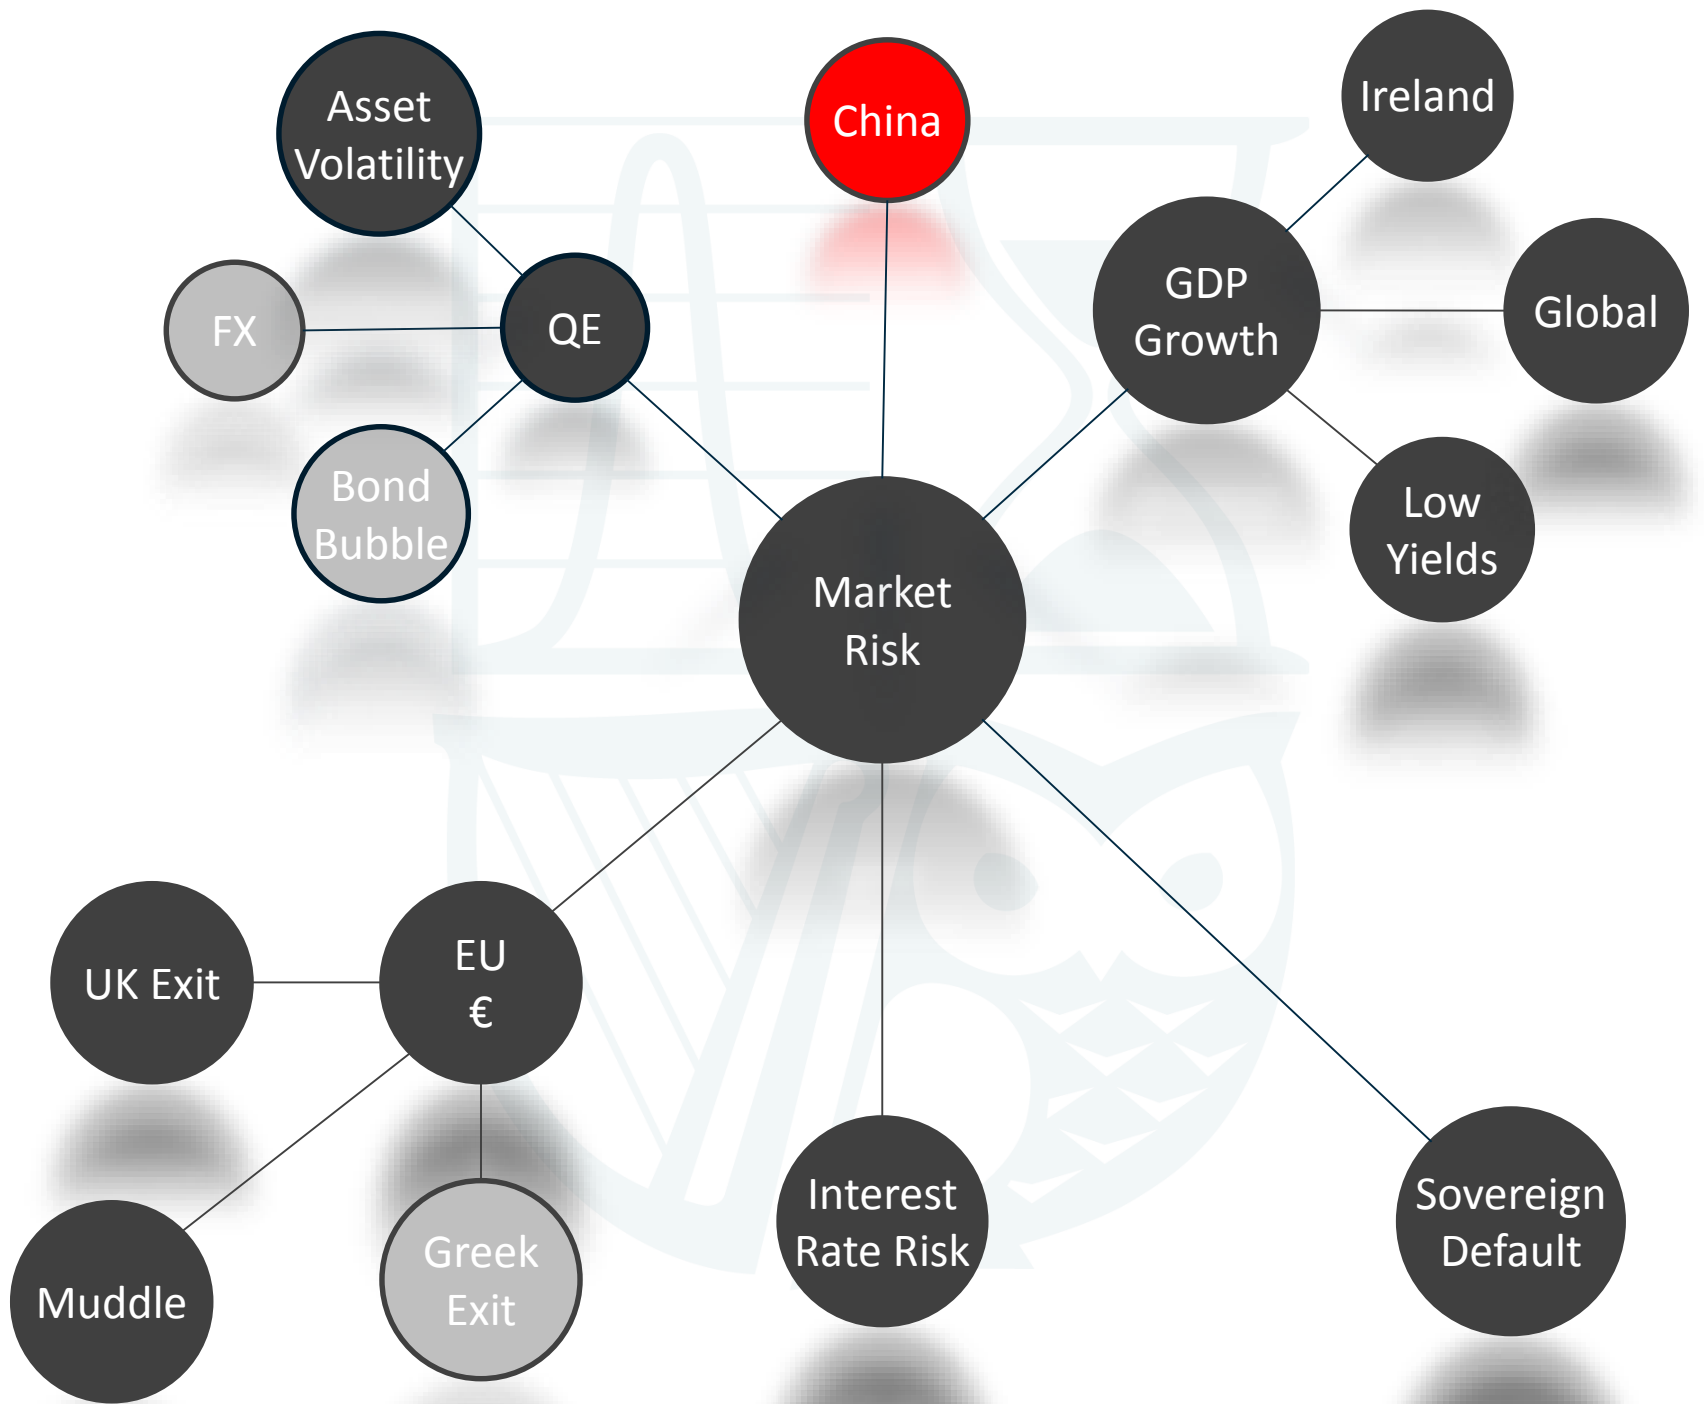 Asset
Volatility
China
Ireland
FX
QE
GDP
Growth
Global
Bond
Bubble
Low
Yields
Market
Risk
UK Exit
EU
€
Muddle
Greek
Exit
Interest
Rate Risk
Sovereign
Default